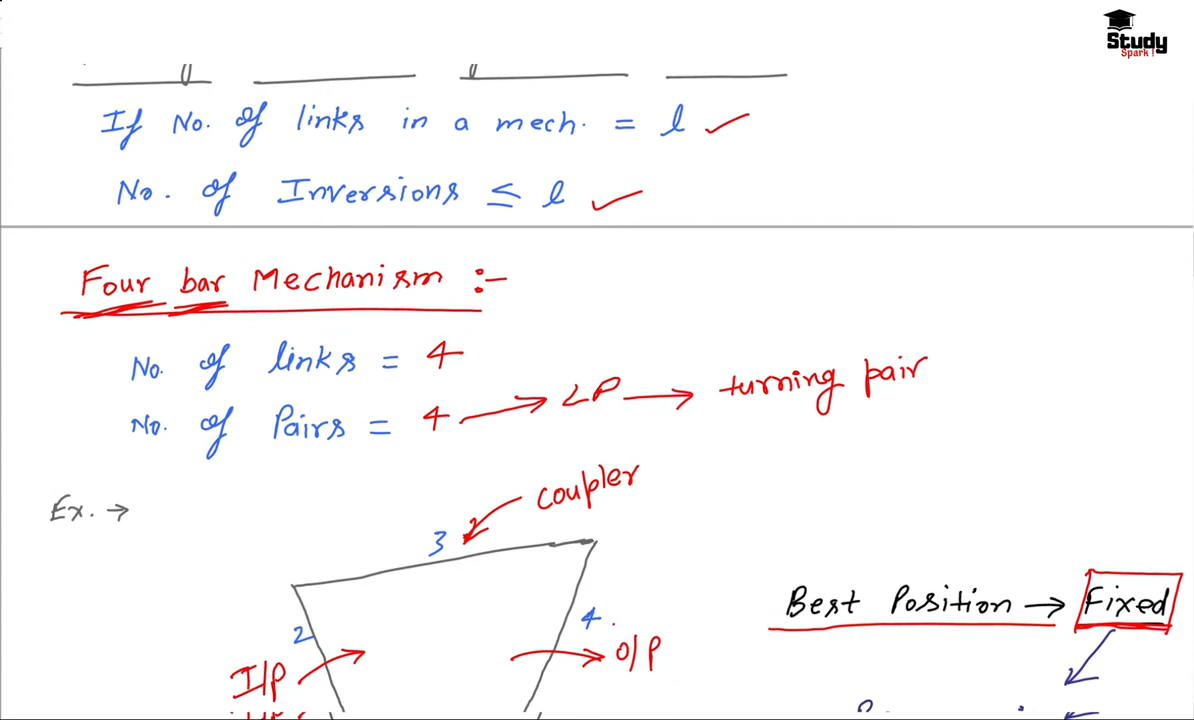 Study
Spark!
If No. of links in a mech. = l
No. of Inversions ≤ l
Four bar Mechanism :-
No. of links = 4
No. of Pairs = 4 → LP → turning pair
Ex. →
coupler
3
2
4
I/P
O/P
Best Position → Fixed